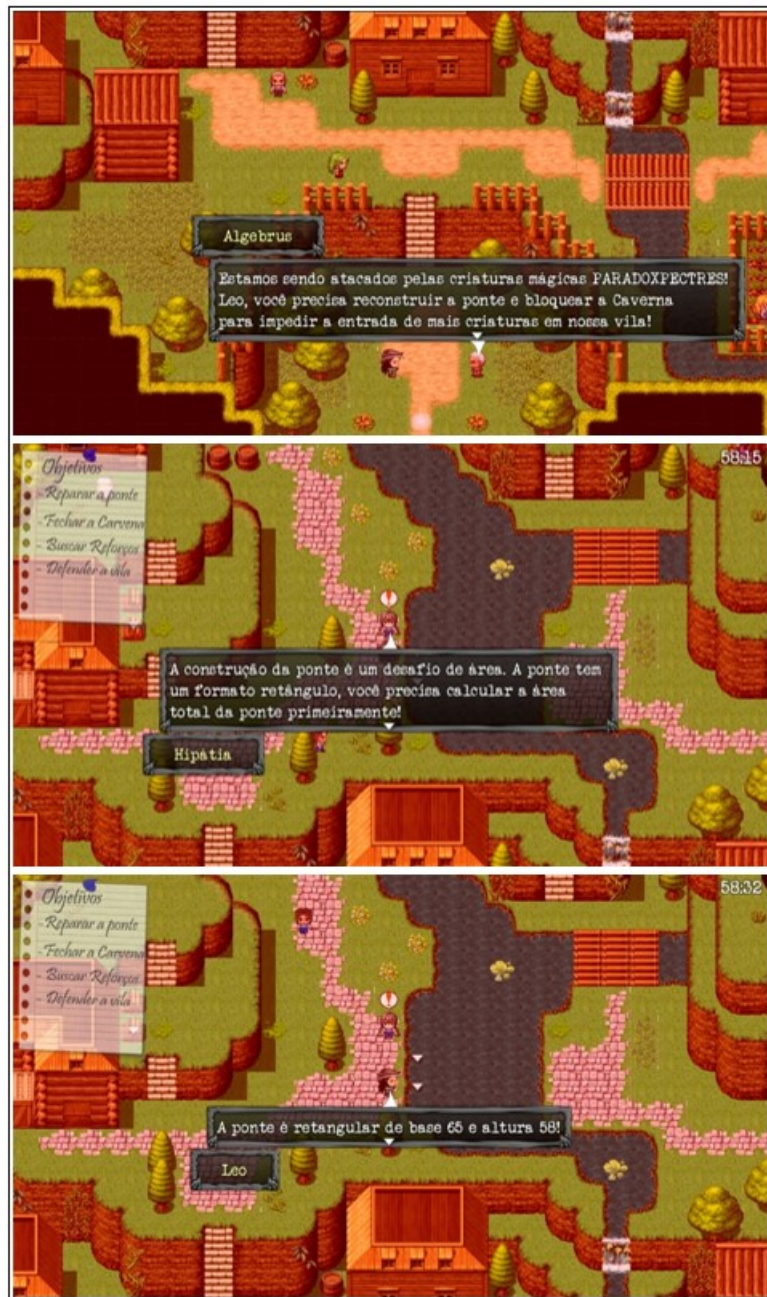 Algebrus
Estamos sendo atacados pelas criaturas mágicas PARADOXPECTRES!
Leo, você precisa reconstruir a ponte e bloquear a Caverna
para impedir a entrada de mais criaturas em nossa vila!
Objetivos
- Reparar a ponte
- Fechar a Carvena
- Buscar Reforços
- Defender a vila
58:15
A construção da ponte é um desafio de área. A ponte tem
um formato retângulo, você precisa calcular a área
total da ponte primeiramente!
Hipátia
Objetivos
- Reparar a ponte
- Fechar a Carvena
- Buscar Reforços
- Defender a vila
58:32
A ponte é retangular de base 65 e altura 58!
Leo